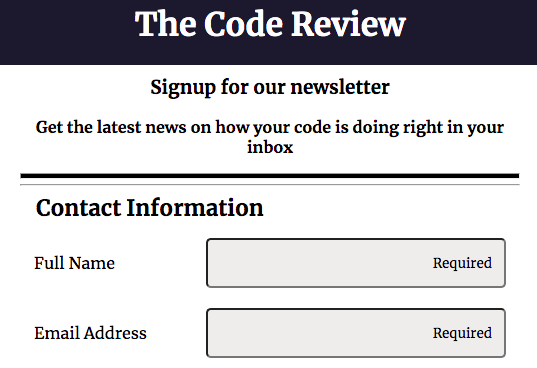 The Code Review
Signup for our newsletter
Get the latest news on how your code is doing right in your
inbox
Contact Information
Full Name
Required
Email Address
Required